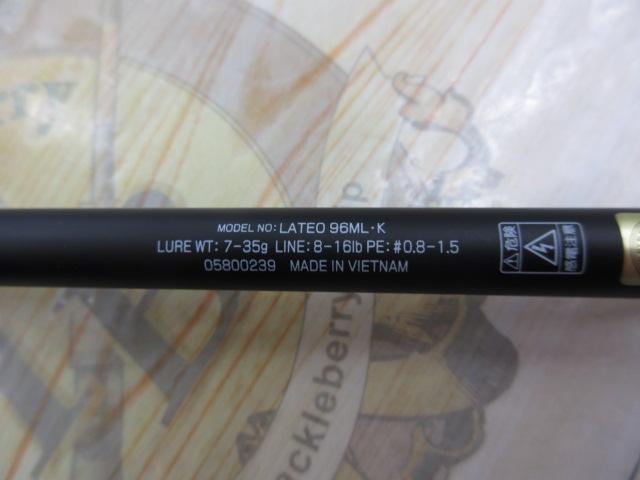 MODEL NO: LATEO 96ML・K
LURE WT: 7-35g LINE: 8-16lb PE: #0.8-1.5
05800239 MADE IN VIETNAM
危険
感電注意
ackleberry